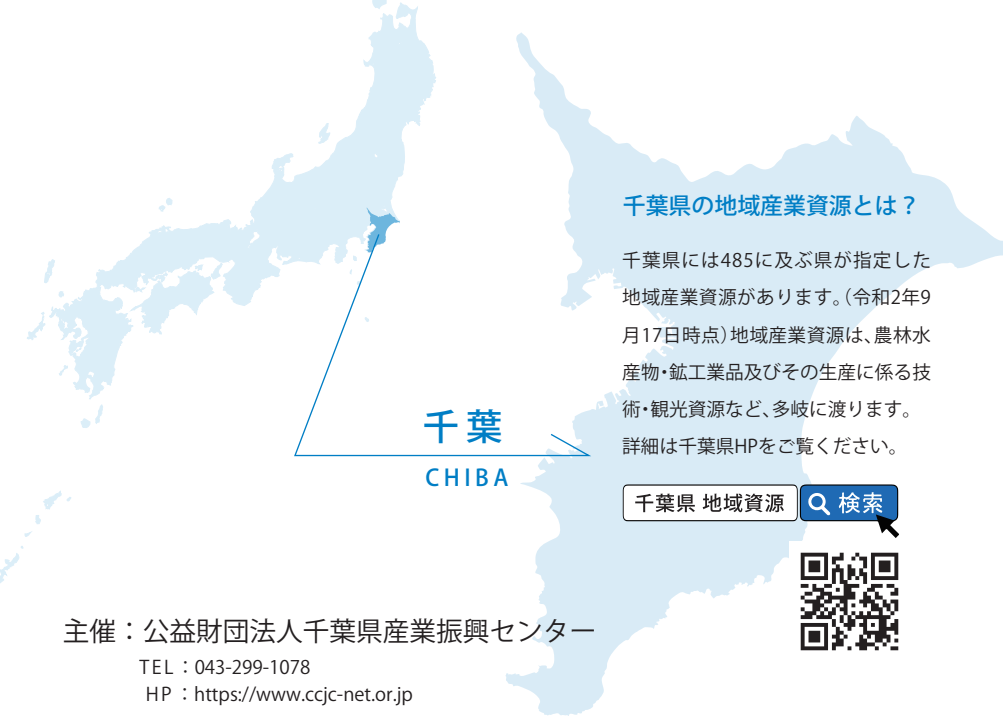 千葉県の地域産業資源とは？
千葉県には485に及ぶ県が指定した
地域産業資源があります。（令和2年9
月17日時点）地域産業資源は、農林水
産物・鉱工業品及びその生産に係る技
術・観光資源など、多岐に渡ります。
詳細は千葉県HPをご覧ください。
千葉
CHIBA
千葉県 地域資源
検索
主催：公益財団法人千葉県産業振興センター
TEL：043-299-1078
HP：https://www.ccjc-net.or.jp